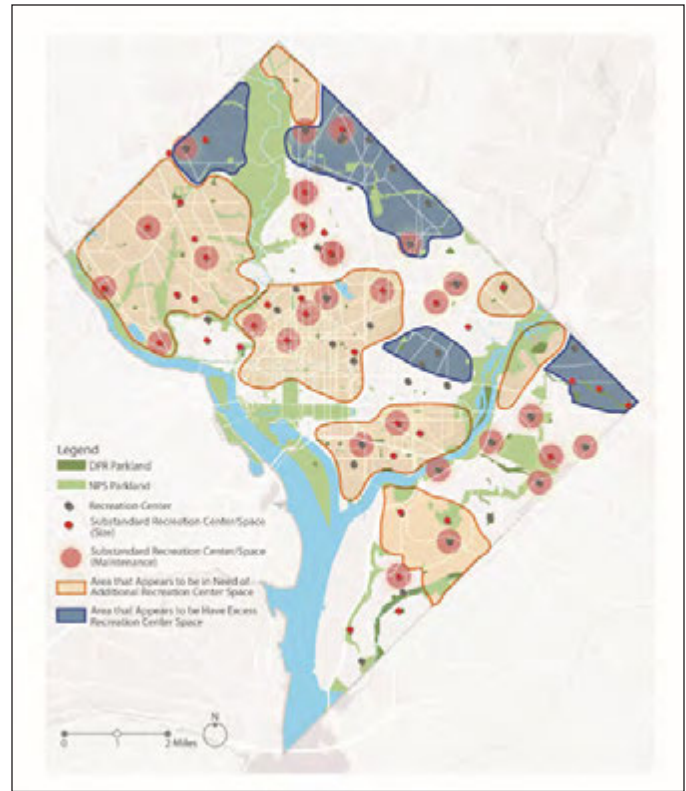 Legend
DPR Parkland
NPS Parkland
Recreation Center
Substandard Recreation Center/Space
(Size)
Substandard Recreation Center/Space
(Maintenance)
Area that Appears to be in Need of
Additional Recreation Center Space
Area that Appears to be Have Excess
Recreation Center Space
N
0 1 2 Miles